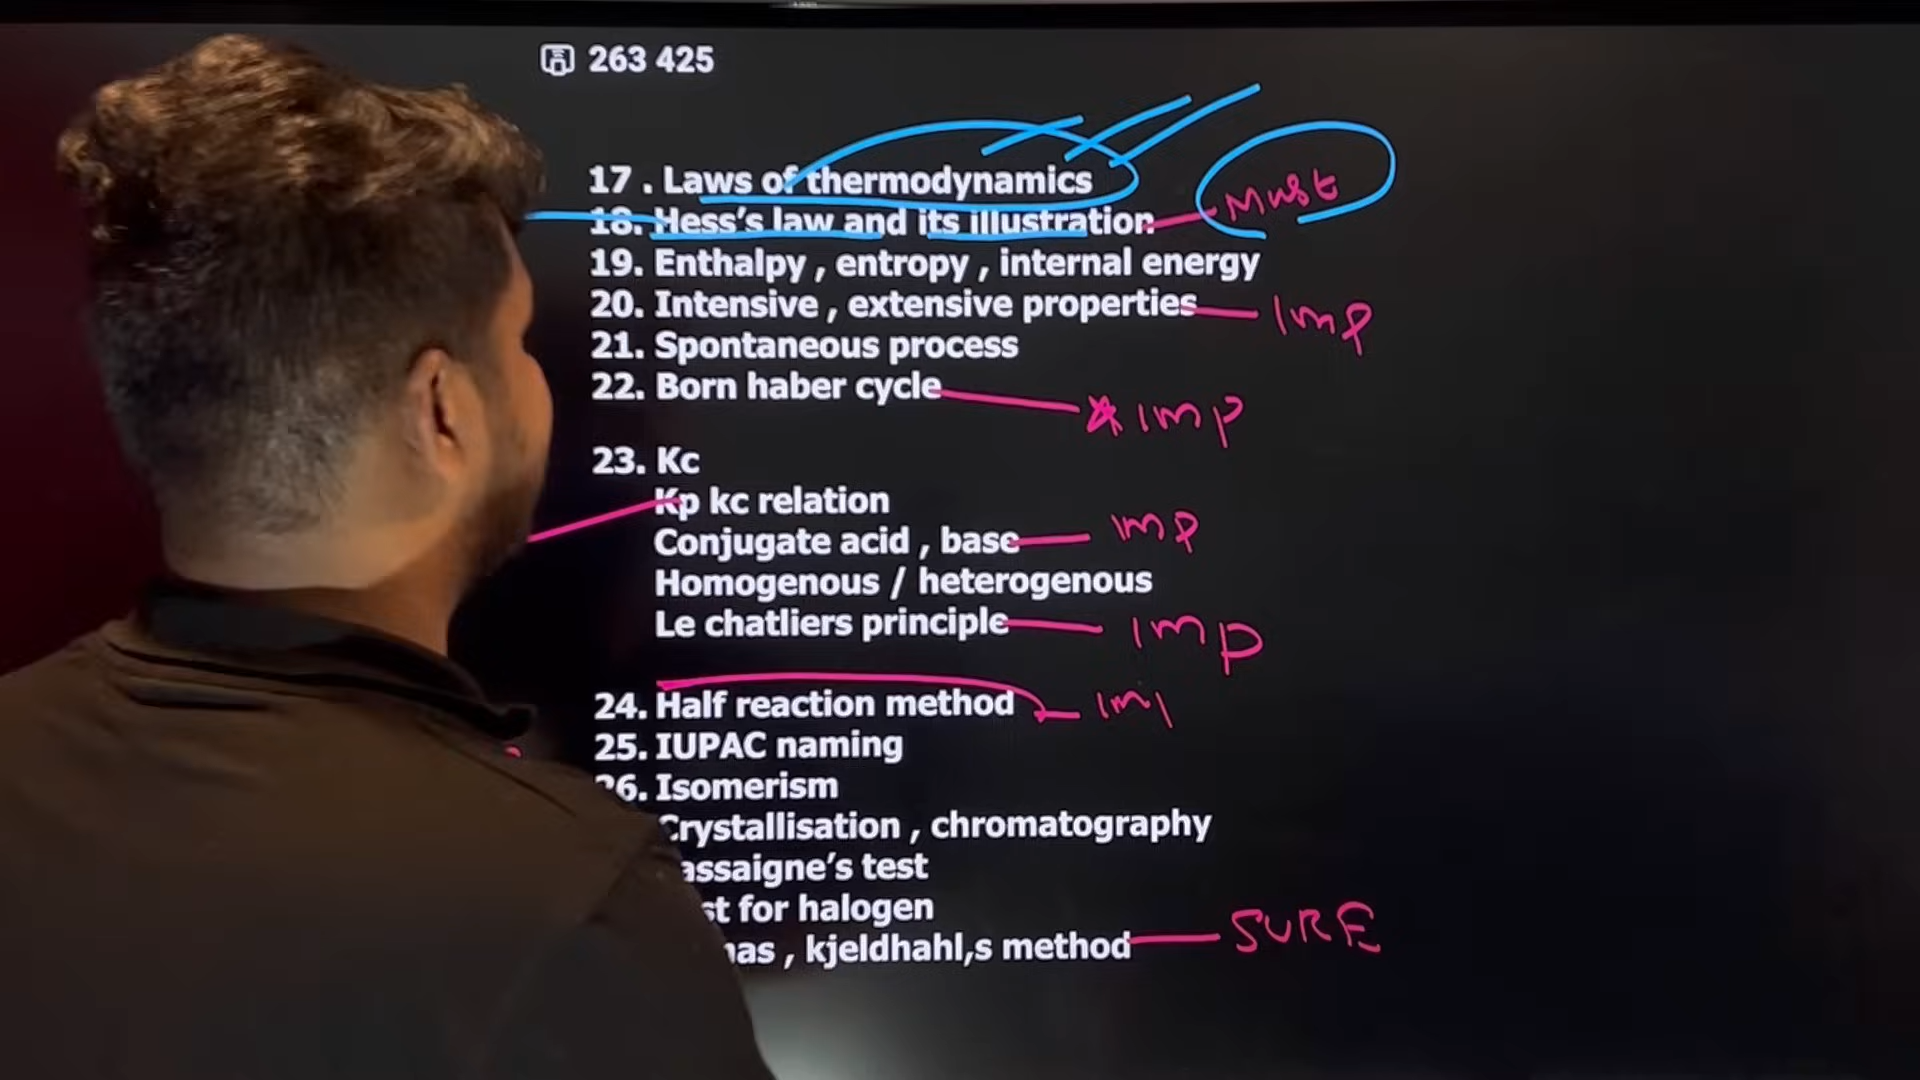 263 425
17 . Laws of thermodynamics
18. Hess's law and its illustration Must
19. Enthalpy , entropy , internal energy
20. Intensive , extensive properties Imp
21. Spontaneous process
22. Born haber cycle Imp
23. Kc
Kp kc relation
Conjugate acid , base Imp
Homogenous / heterogenous
Le chatliers principle Imp
24. Half reaction method
25. IUPAC naming
26. Isomerism
Crystallisation , chromatography
assaigne's test
st for halogen
, kjeldhahl,s method SURE